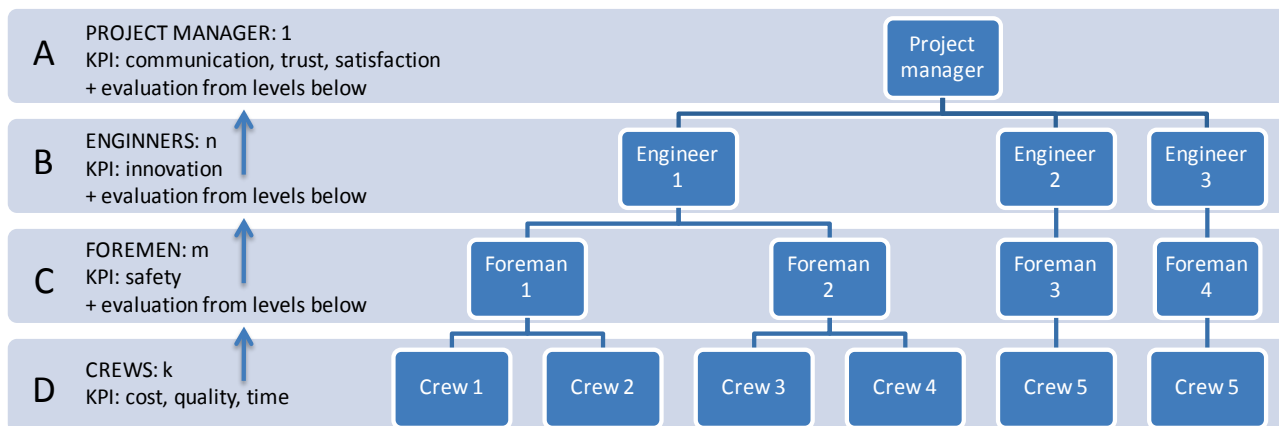 A
PROJECT MANAGER: 1
KPI: communication, trust, satisfaction
+ evaluation from levels below
Project
manager
B
ENGINNERS: n
KPI: innovation
+ evaluation from levels below
Engineer
1
Engineer
2
Engineer
3
C
FOREMEN: m
KPI: safety
+ evaluation from levels below
Foreman
1
Foreman
2
Foreman
3
Foreman
4
D
CREWS: k
KPI: cost, quality, time
Crew 1
Crew 2
Crew 3
Crew 4
Crew 5
Crew 5